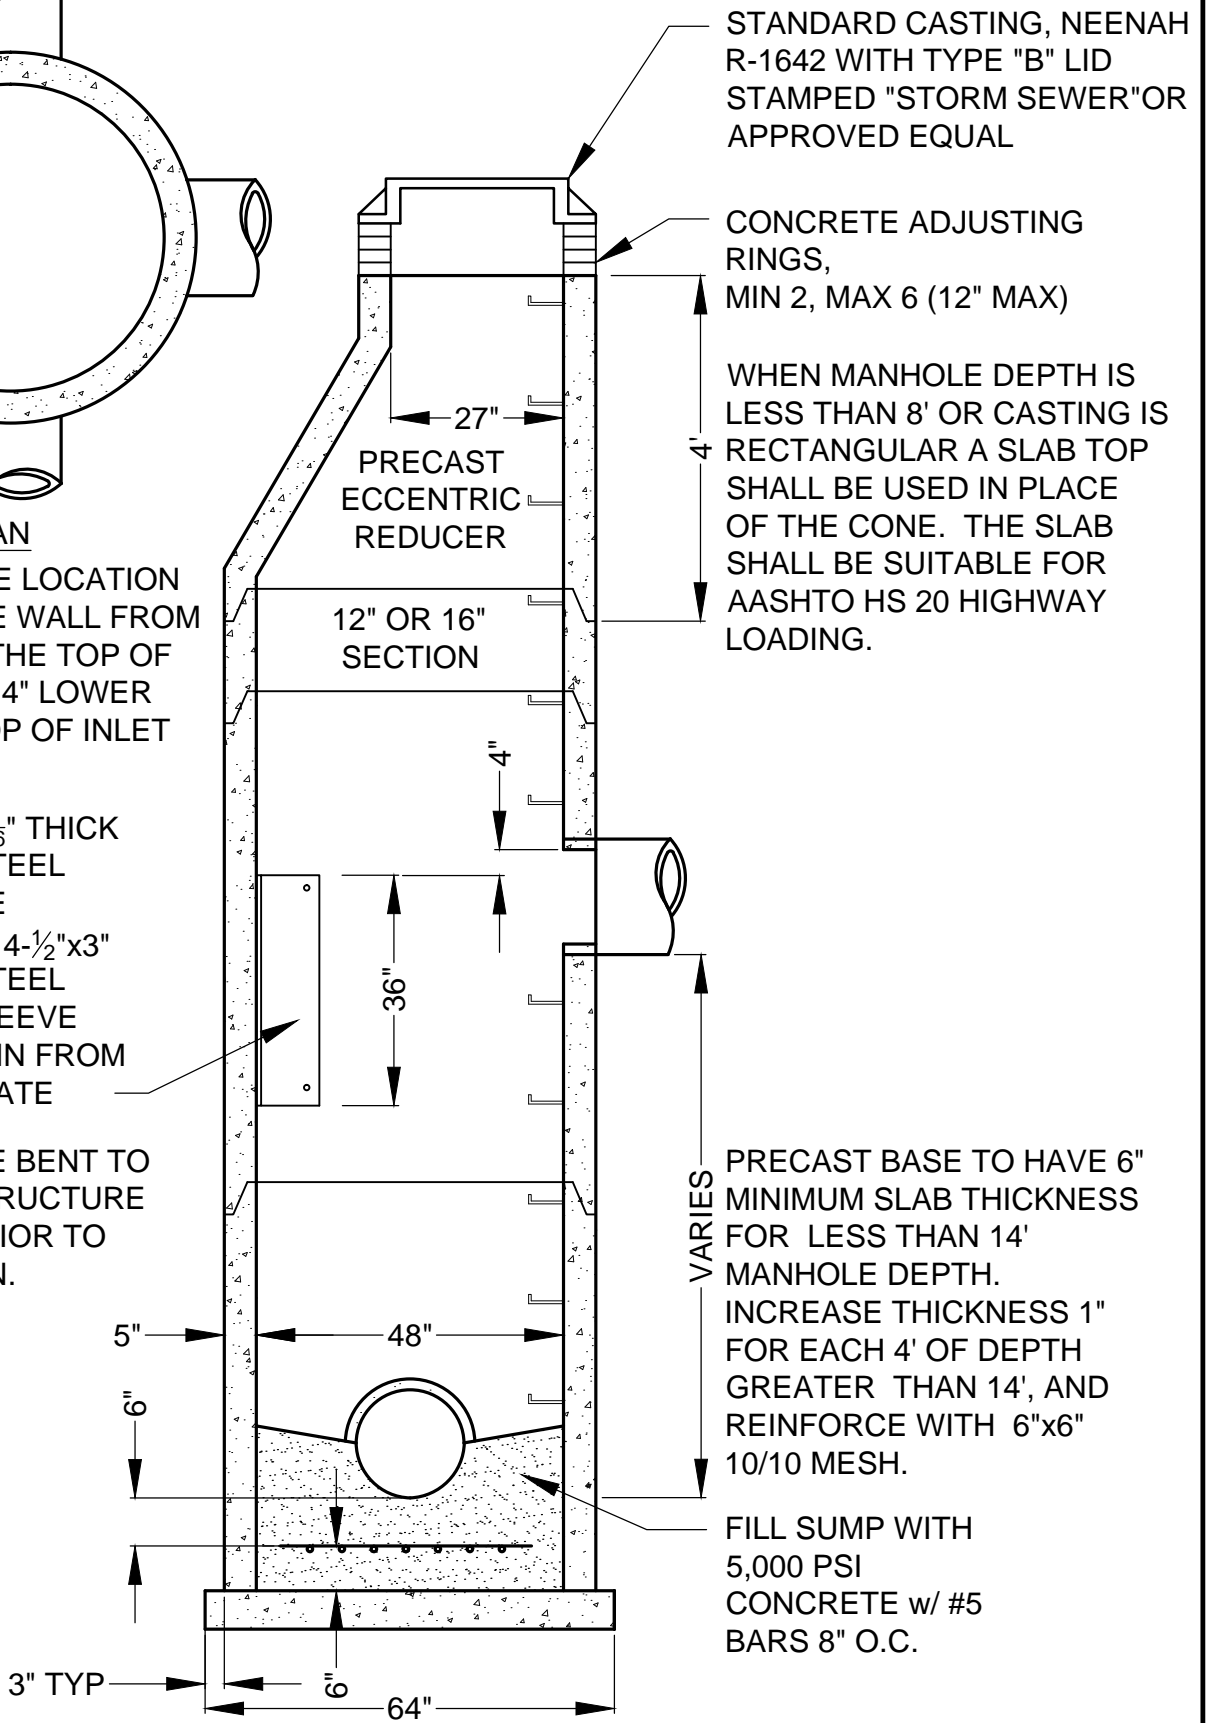 STANDARD CASTING, NEENAH
R-1642 WITH TYPE "B" LID
STAMPED "STORM SEWER"OR
APPROVED EQUAL
CONCRETE ADJUSTING
RINGS,
MIN 2, MAX 6 (12" MAX)
WHEN MANHOLE DEPTH IS
LESS THAN 8' OR CASTING IS
RECTANGULAR A SLAB TOP
SHALL BE USED IN PLACE
OF THE CONE. THE SLAB
SHALL BE SUITABLE FOR
AASHTO HS 20 HIGHWAY
LOADING.
4'
27"
PRECAST
ECCENTRIC
REDUCER
12" OR 16"
SECTION
AN
E LOCATION
E WALL FROM
THE TOP OF
4" LOWER
OP OF INLET
" THICK
TEEL
E
4-½"x3"
TEEL
EEVE
IN FROM
ATE
E BENT TO
TRUCTURE
IOR TO
N.
4"
36"
VARIES
PRECAST BASE TO HAVE 6"
MINIMUM SLAB THICKNESS
FOR LESS THAN 14'
MANHOLE DEPTH.
INCREASE THICKNESS 1"
FOR EACH 4' OF DEPTH
GREATER THAN 14', AND
REINFORCE WITH 6"x6"
10/10 MESH.
5"
48"
6"
FILL SUMP WITH
5,000 PSI
CONCRETE w/ #5
BARS 8" O.C.
3" TYP
6"
64"